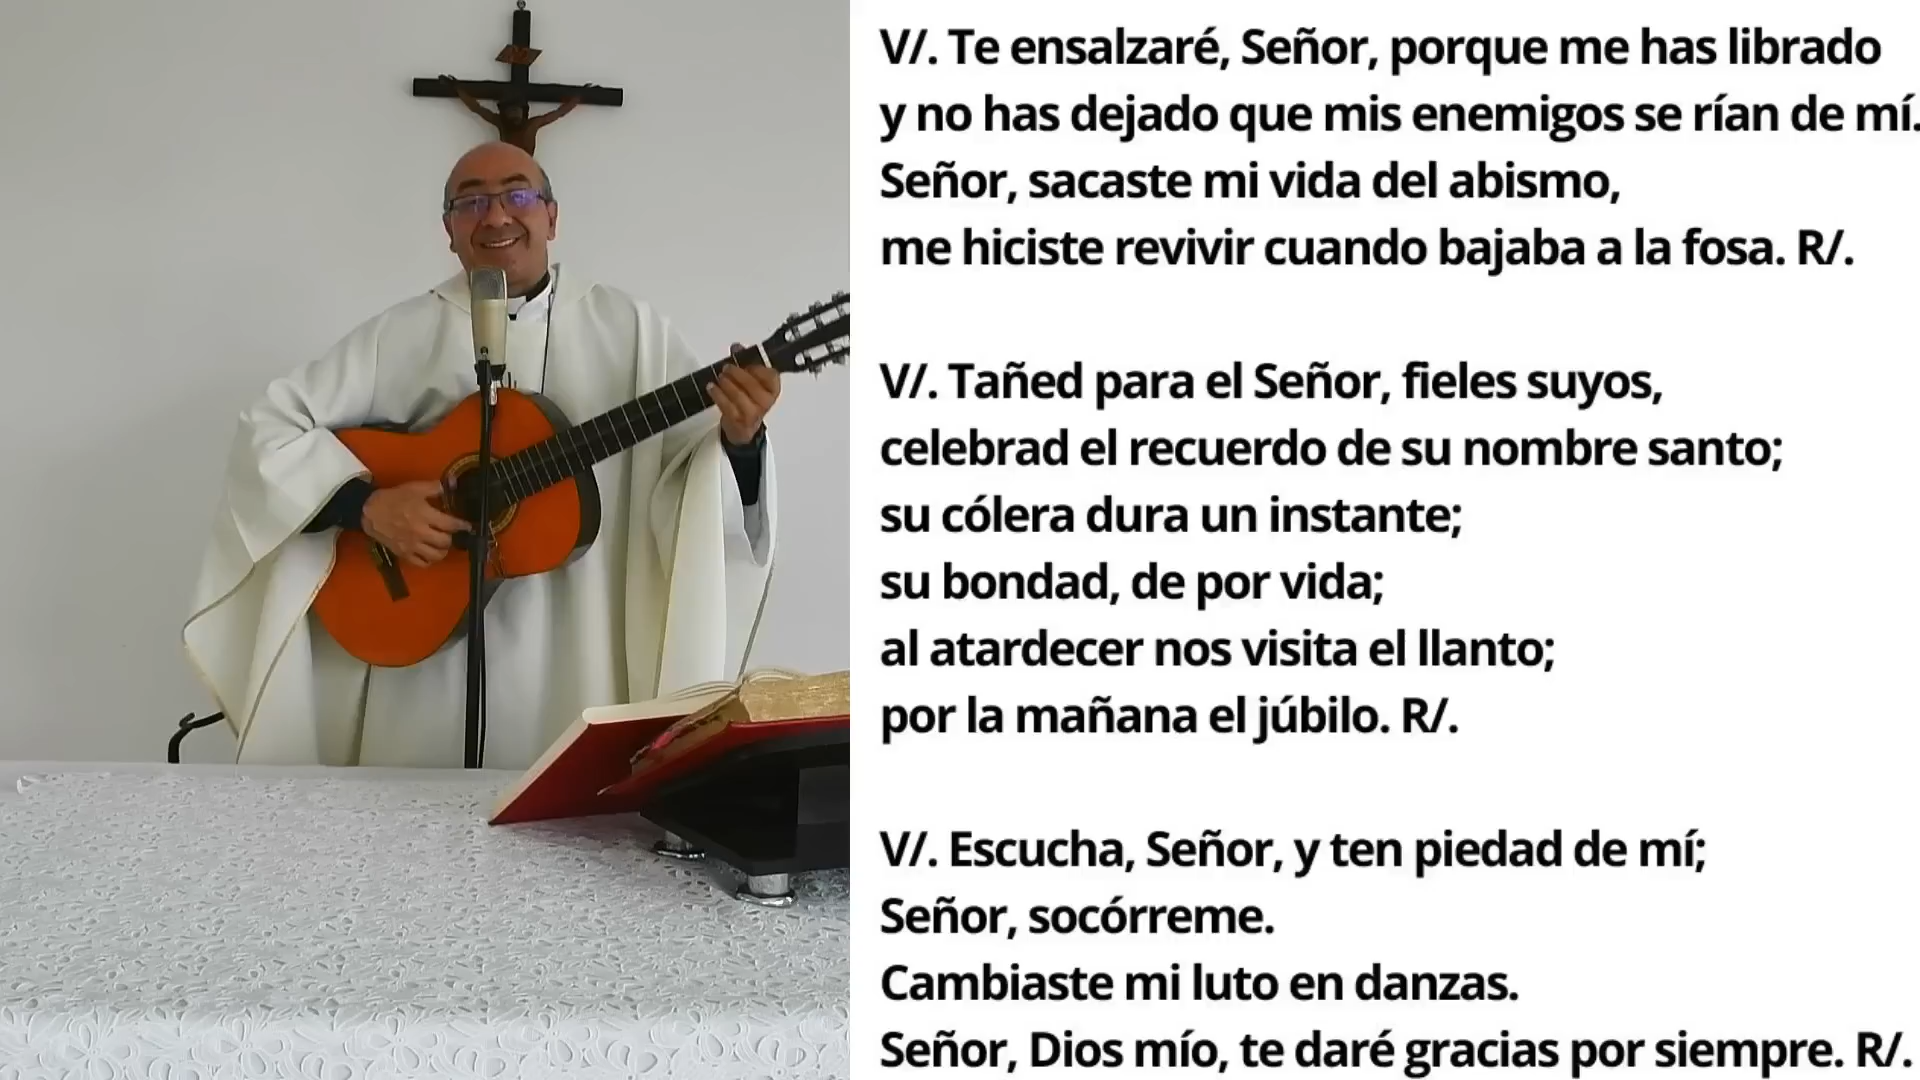 V/. Te ensalzaré, Señor, porque me has librado
y no has dejado que mis enemigos se rían de mí.
Señor, sacaste mi vida del abismo,
me hiciste revivir cuando bajaba a la fosa. R/.
V/. Tañed para el Señor, fieles suyos,
celebrad el recuerdo de su nombre santo;
su cólera dura un instante;
su bondad, de por vida;
al atardecer nos visita el llanto;
por la mañana el júbilo. R/.
V/. Escucha, Señor, y ten piedad de mí;
Señor, socórreme.
Cambiaste mi luto en danzas.
Señor, Dios mío, te daré gracias por siempre. R/.